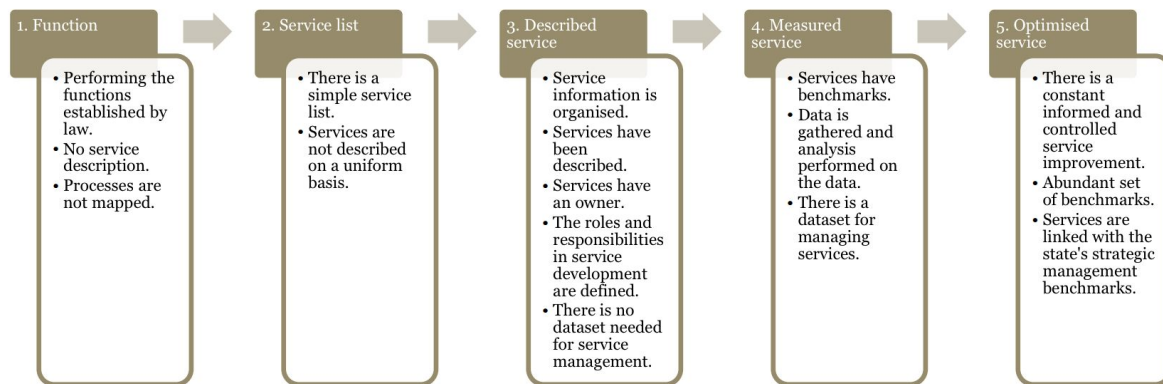 1. Function
• Performing the
functions
established by
law.
• No service
description.
• Processes are
not mapped.
2. Service list
• There is a
simple service
list.
• Services are
not described
on a uniform
basis.
3. Described
service
• Service
information is
organised.
• Services have
been
described.
• Services have
an owner.
• The roles and
responsibilities
in service
development
are defined.
• There is no
dataset needed
for service
management.
4. Measured
service
• Services have
benchmarks.
• Data is
gathered and
analysis
performed on
the data.
• There is a
dataset for
managing
services.
5. Optimised
service
• There is a
constant
informed and
controlled
service
improvement.
• Abundant set
of benchmarks.
• Services are
linked with the
state's strategic
management
benchmarks.